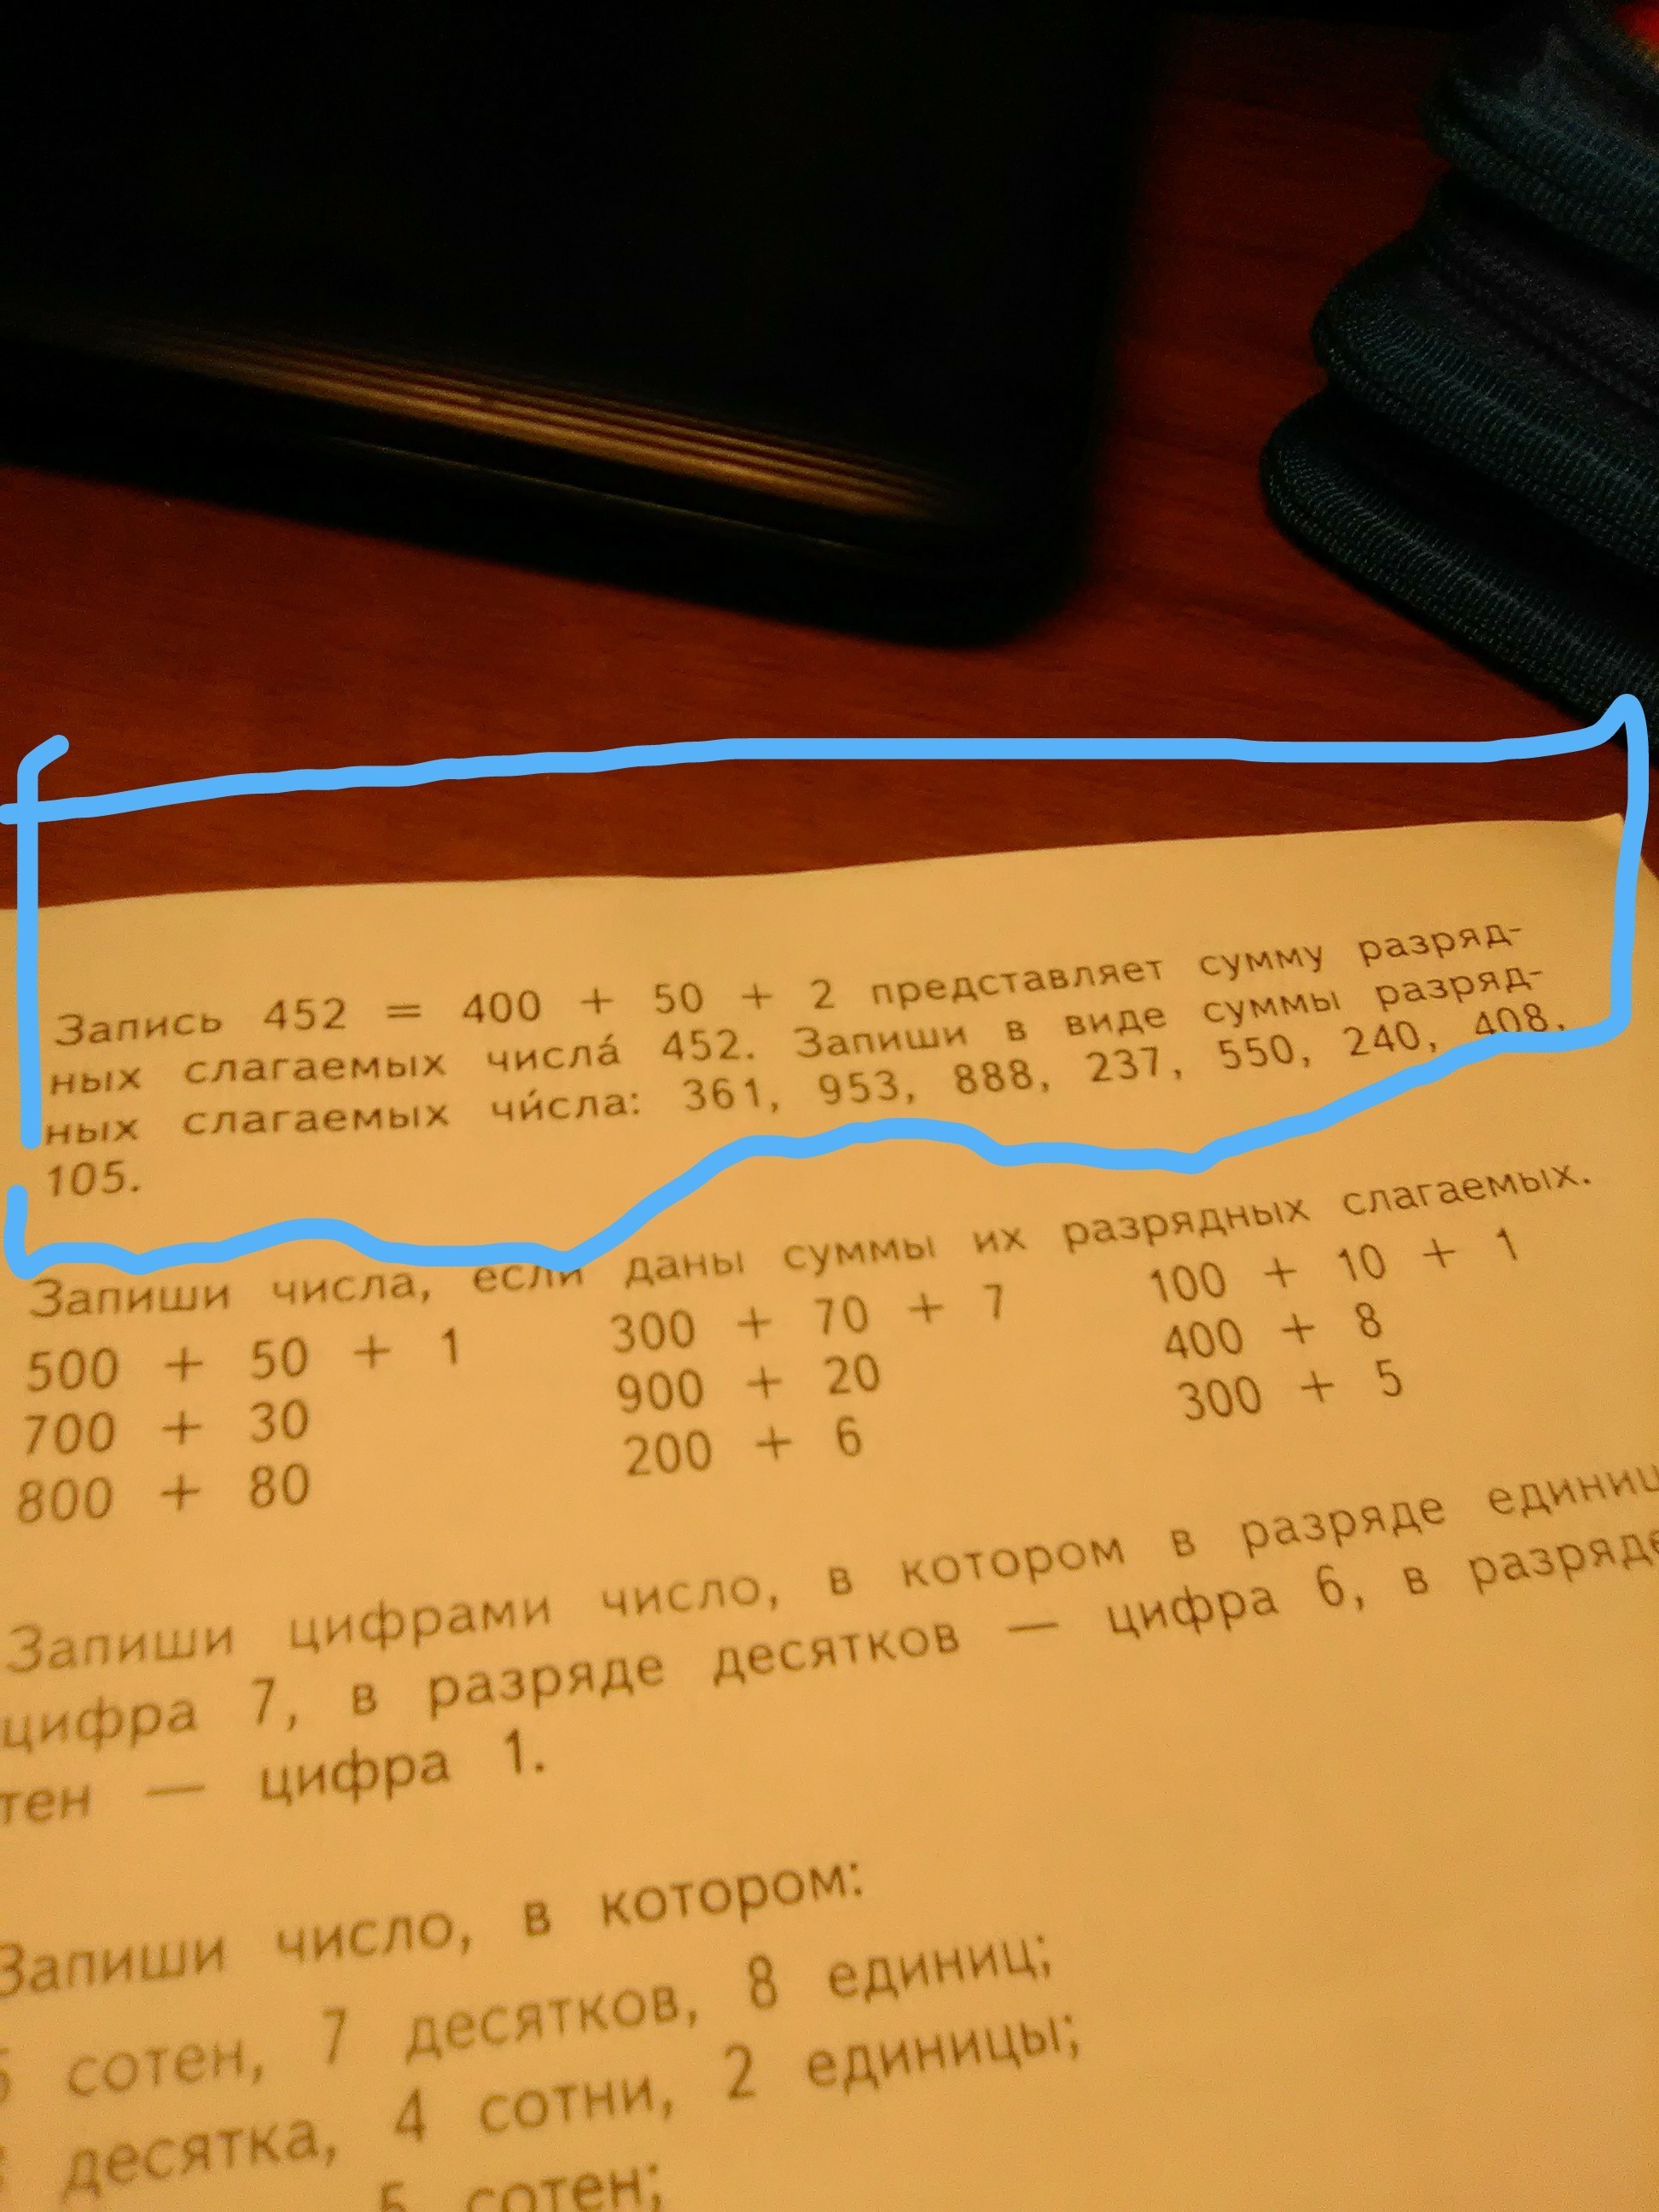 Запись 452 = 400 + 50 + 2 представляет сумму разряд-
ных слагаемых числа́ 452. Запиши в виде суммы разряд-
ных слагаемых чи́сла: 361, 953, 888, 237, 550, 240, 408,
105.
Запиши числа, если даны суммы их разрядных слагаемых.
500 + 50 + 1 300 + 70 + 7 100 + 10 + 1
700 + 30 900 + 20 400 + 8
800 + 80 200 + 6 300 + 5
Запиши цифрами число, в котором в разряде единиц
цифра 7, в разряде десятков — цифра 6, в разряде
тен — цифра 1.
Запиши число, в котором:
сотен, 7 десятков, 8 единиц;
десятка, 4 сотни, 2 единицы;
5 сотен;